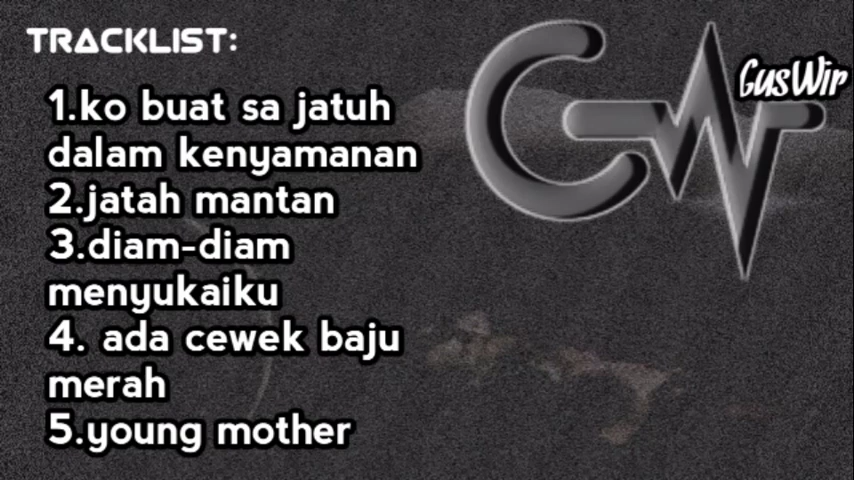 TRACKLIST:
1.ko buat sa jatuh
dalam kenyamanan
2.jatah mantan
3.diam-diam
menyukaiku
4. ada cewek baju
merah
5.young mother
GW
GusWir